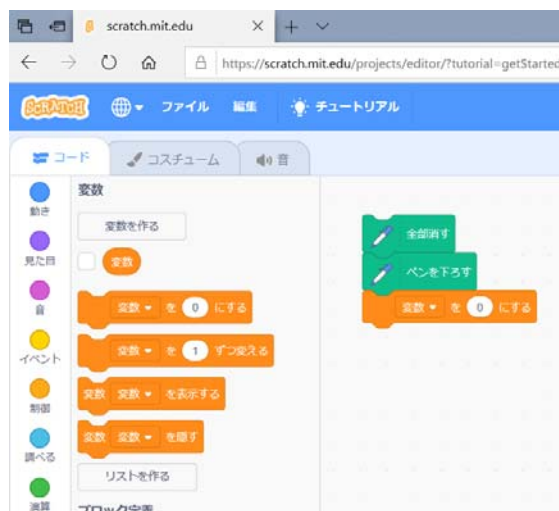 scratch.mit.edu
https://scratch.mit.edu/projects/editor/?tutorial=getStarted
SCRATCH ファイル 編集 チュートリアル
コード コスチューム 音
変数
動き
変数を作る
見た目
変数
音
変数 を 0 にする
イベント
変数 を 1 ずつ変える
制御
変数 変数 を表示する
調べる
変数 変数 を隠す
リストを作る
演算
ブロック定義
全部消す
ペンを下ろす
変数 を 0 にする